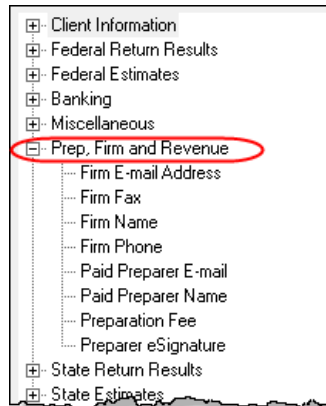 Client Information
Federal Return Results
Federal Estimates
Banking
Miscellaneous
Prep, Firm and Revenue
Firm E-mail Address
Firm Fax
Firm Name
Firm Phone
Paid Preparer E-mail
Paid Preparer Name
Preparation Fee
Preparer eSignature
State Return Results
State Estimates